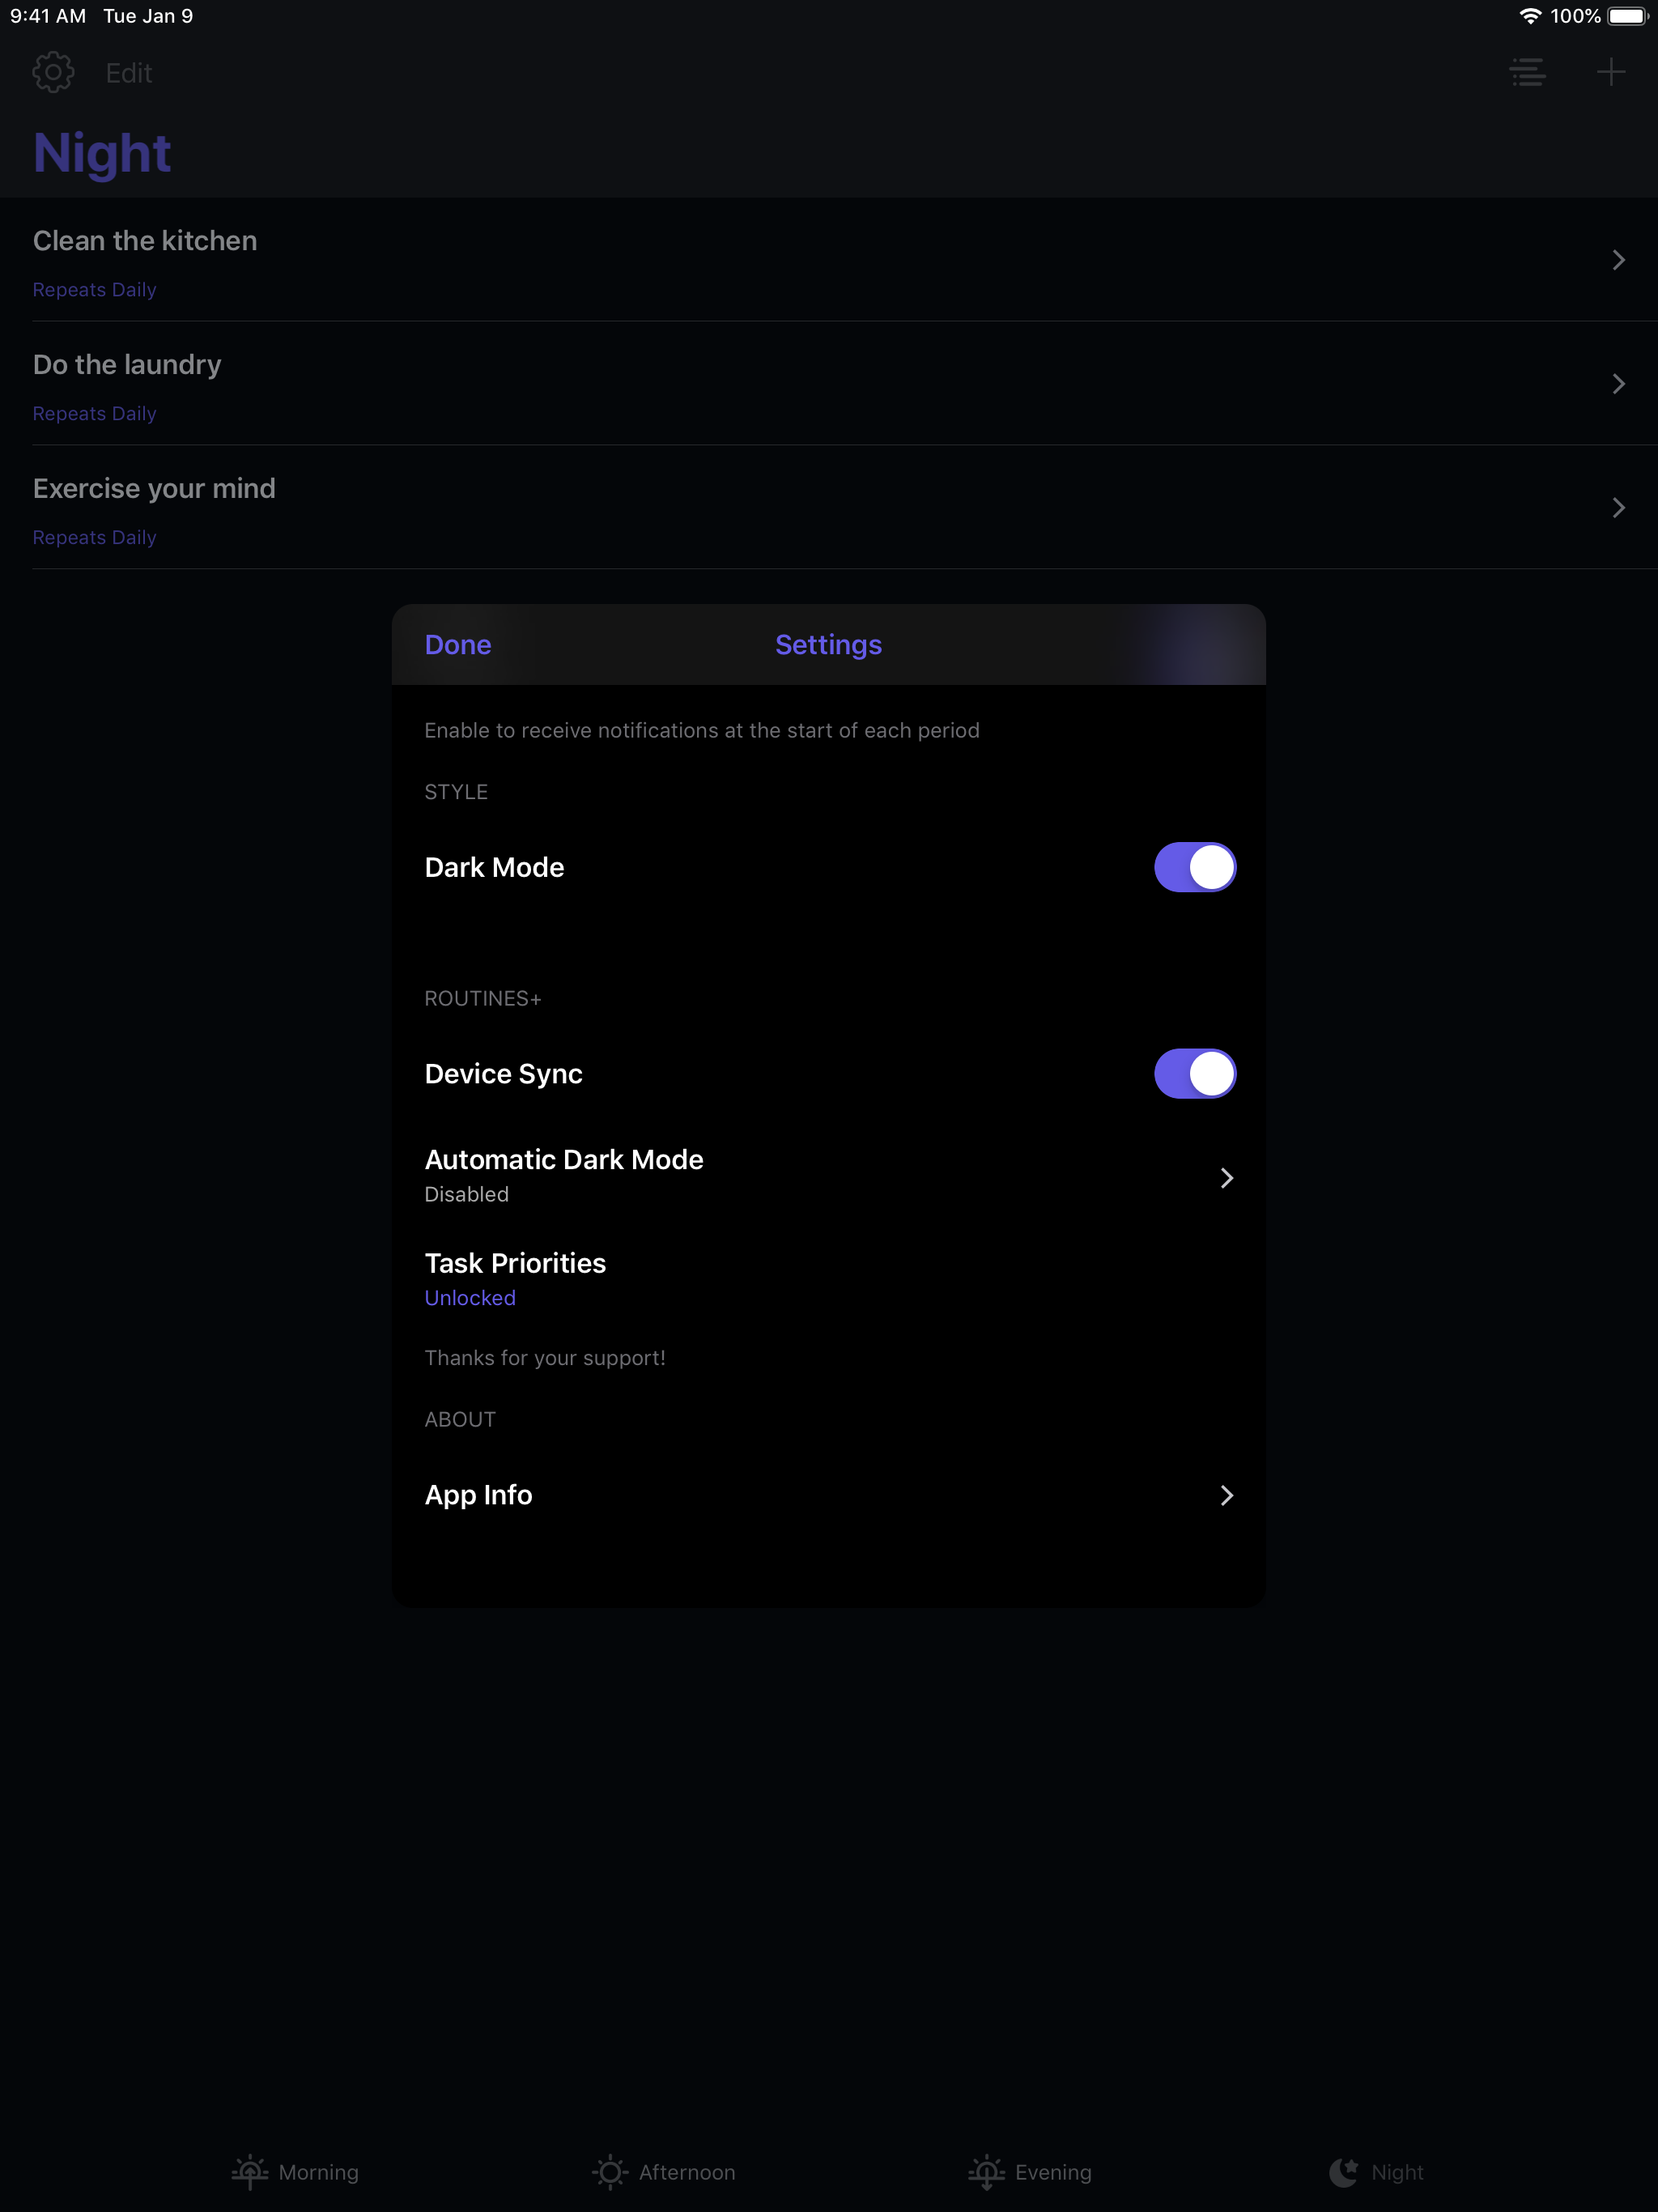 9:41 AM Tue Jan 9 100%
Edit
Night
Clean the kitchen
Repeats Daily
Do the laundry
Repeats Daily
Exercise your mind
Repeats Daily
Done Settings
Enable to receive notifications at the start of each period
STYLE
Dark Mode
ROUTINES+
Device Sync
Automatic Dark Mode
Disabled
Task Priorities
Unlocked
Thanks for your support!
ABOUT
App Info
Morning Afternoon Evening Night